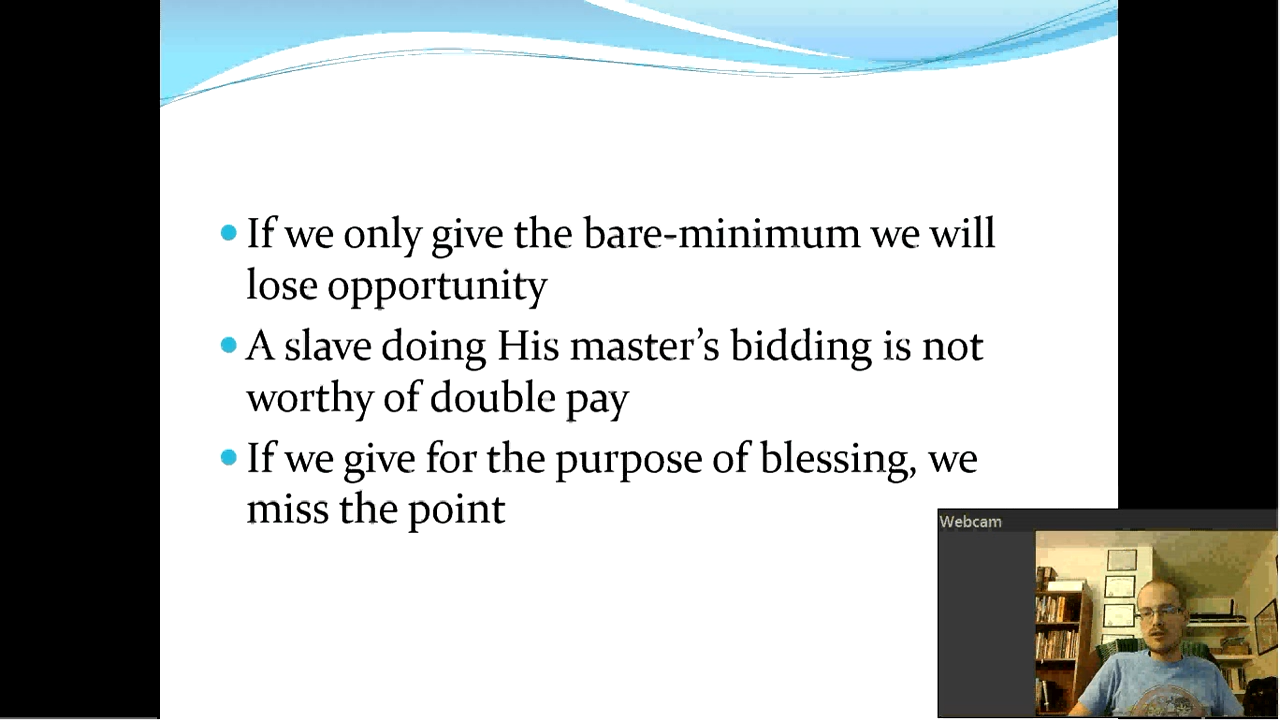 If we only give the bare-minimum we will
lose opportunity
A slave doing His master’s bidding is not
worthy of double pay
If we give for the purpose of blessing, we
miss the point
Webcam